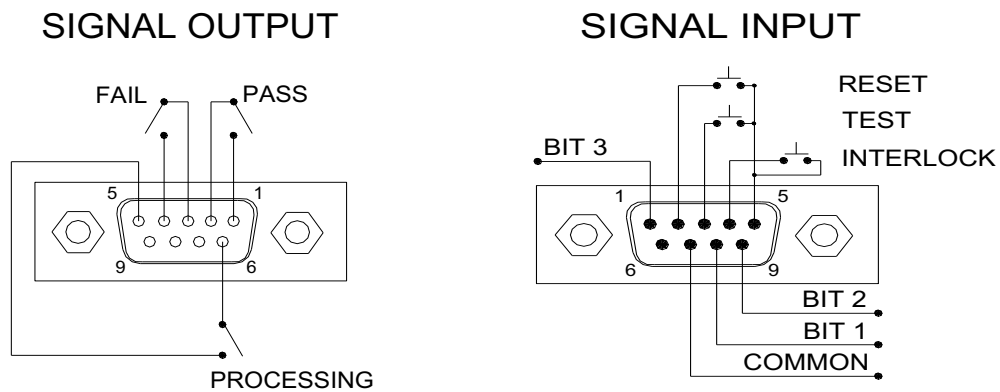 SIGNAL OUTPUT
FAIL
PASS
5
1
9
6
PROCESSING
SIGNAL INPUT
RESET
TEST
BIT 3
INTERLOCK
1
5
6
9
BIT 2
BIT 1
COMMON